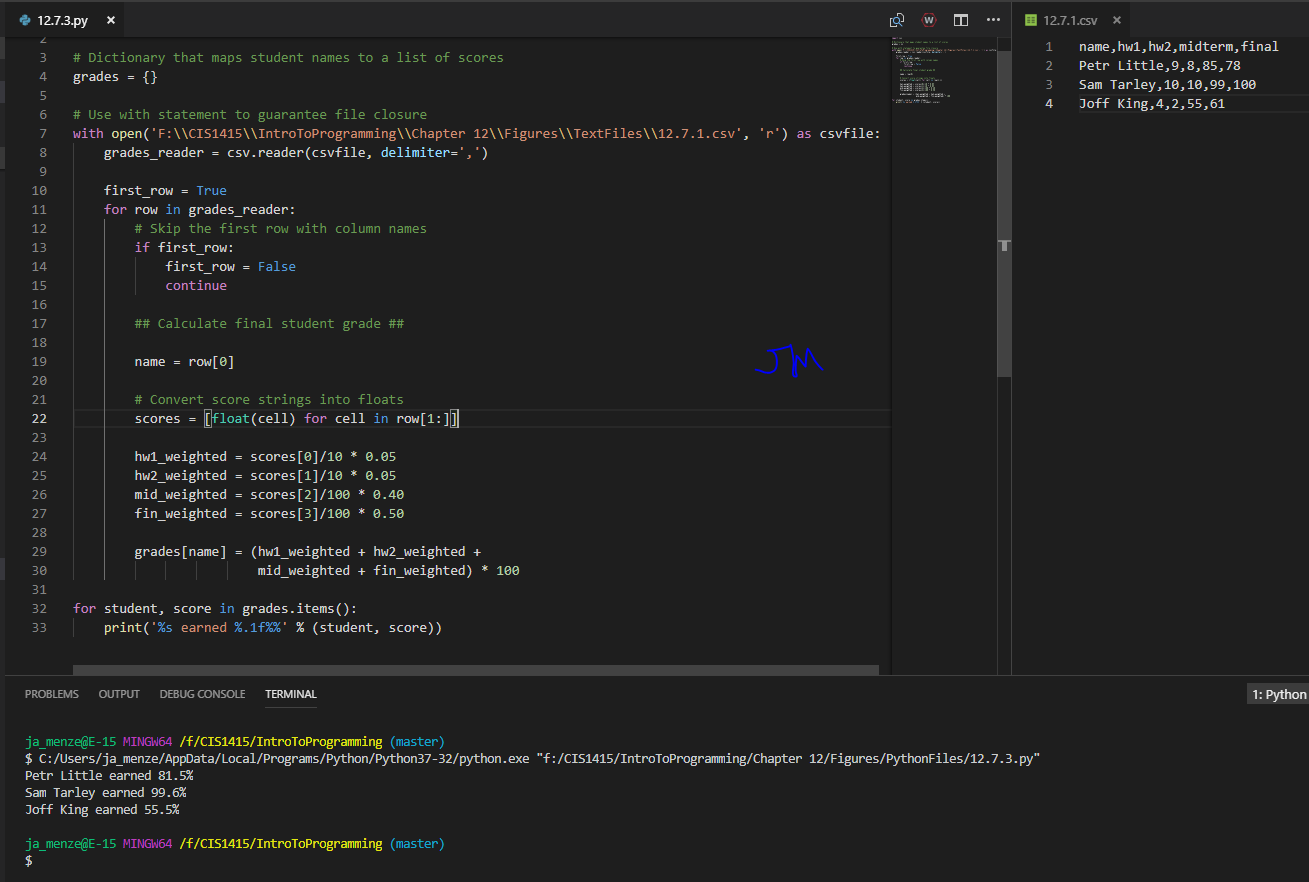 12.7.3.py
2
3 # Dictionary that maps student names to a list of scores
4 grades = {}
5
6 # Use with statement to guarantee file closure
7 with open('F:\\CIS1415\\IntroToProgramming\\Chapter 12\\Figures\\TextFiles\\12.7.1.csv', 'r') as csvfile:
8     grades_reader = csv.reader(csvfile, delimiter=',')
9
10     first_row = True
11     for row in grades_reader:
12         # Skip the first row with column names
13         if first_row:
14             first_row = False
15             continue
16
17         ## Calculate final student grade ##
18
19         name = row[0]
20
21         # Convert score strings into floats
22         scores = [float(cell) for cell in row[1:]]
23
24         hw1_weighted = scores[0]/10 * 0.05
25         hw2_weighted = scores[1]/10 * 0.05
26         mid_weighted = scores[2]/100 * 0.40
27         fin_weighted = scores[3]/100 * 0.50
28
29         grades[name] = (hw1_weighted + hw2_weighted +
30                         mid_weighted + fin_weighted) * 100
31
32 for student, score in grades.items():
33     print('%s earned %.1f%%' % (student, score))
JM
12.7.1.csv
1 name,hw1,hw2,midterm,final
2 Petr Little,9,8,85,78
3 Sam Tarley,10,10,99,100
4 Joff King,4,2,55,61
PROBLEMS OUTPUT DEBUG CONSOLE TERMINAL
1: Python
ja_menze@E-15 MINGW64 /f/CIS1415/IntroToProgramming (master)
$ C:/Users/ja_menze/AppData/Local/Programs/Python/Python37-32/python.exe "f:/CIS1415/IntroToProgramming/Chapter 12/Figures/PythonFiles/12.7.3.py"
Petr Little earned 81.5%
Sam Tarley earned 99.6%
Joff King earned 55.5%
ja_menze@E-15 MINGW64 /f/CIS1415/IntroToProgramming (master)
$